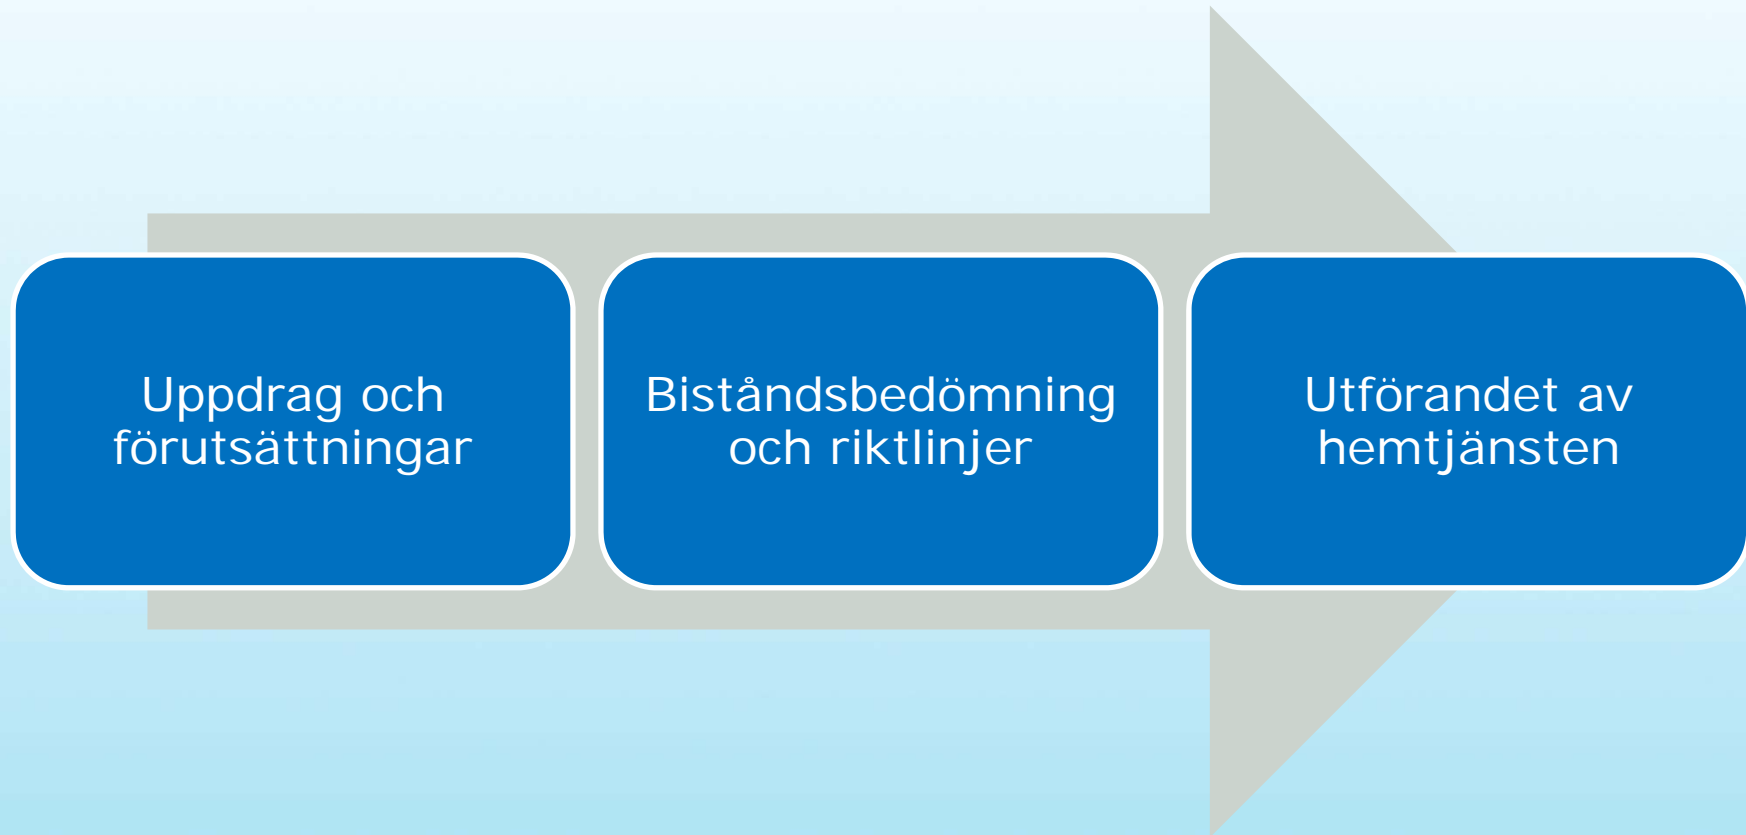 Uppdrag och
förutsättningar
Biståndsbedömning
och riktlinjer
Utförandet av
hemtjänsten